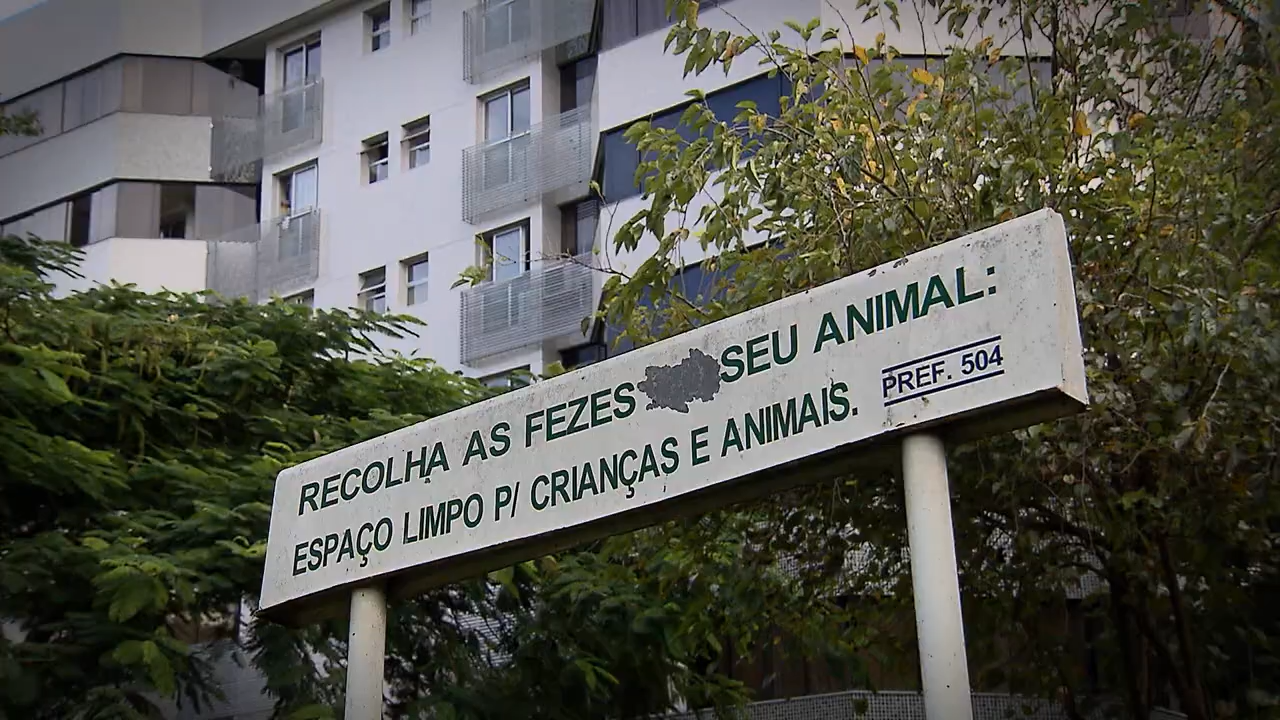 RECOLHA AS FEZES SEU ANIMAL:
ESPAÇO LIMPO P/ CRIANÇAS E ANIMAIS.
PREF. 504